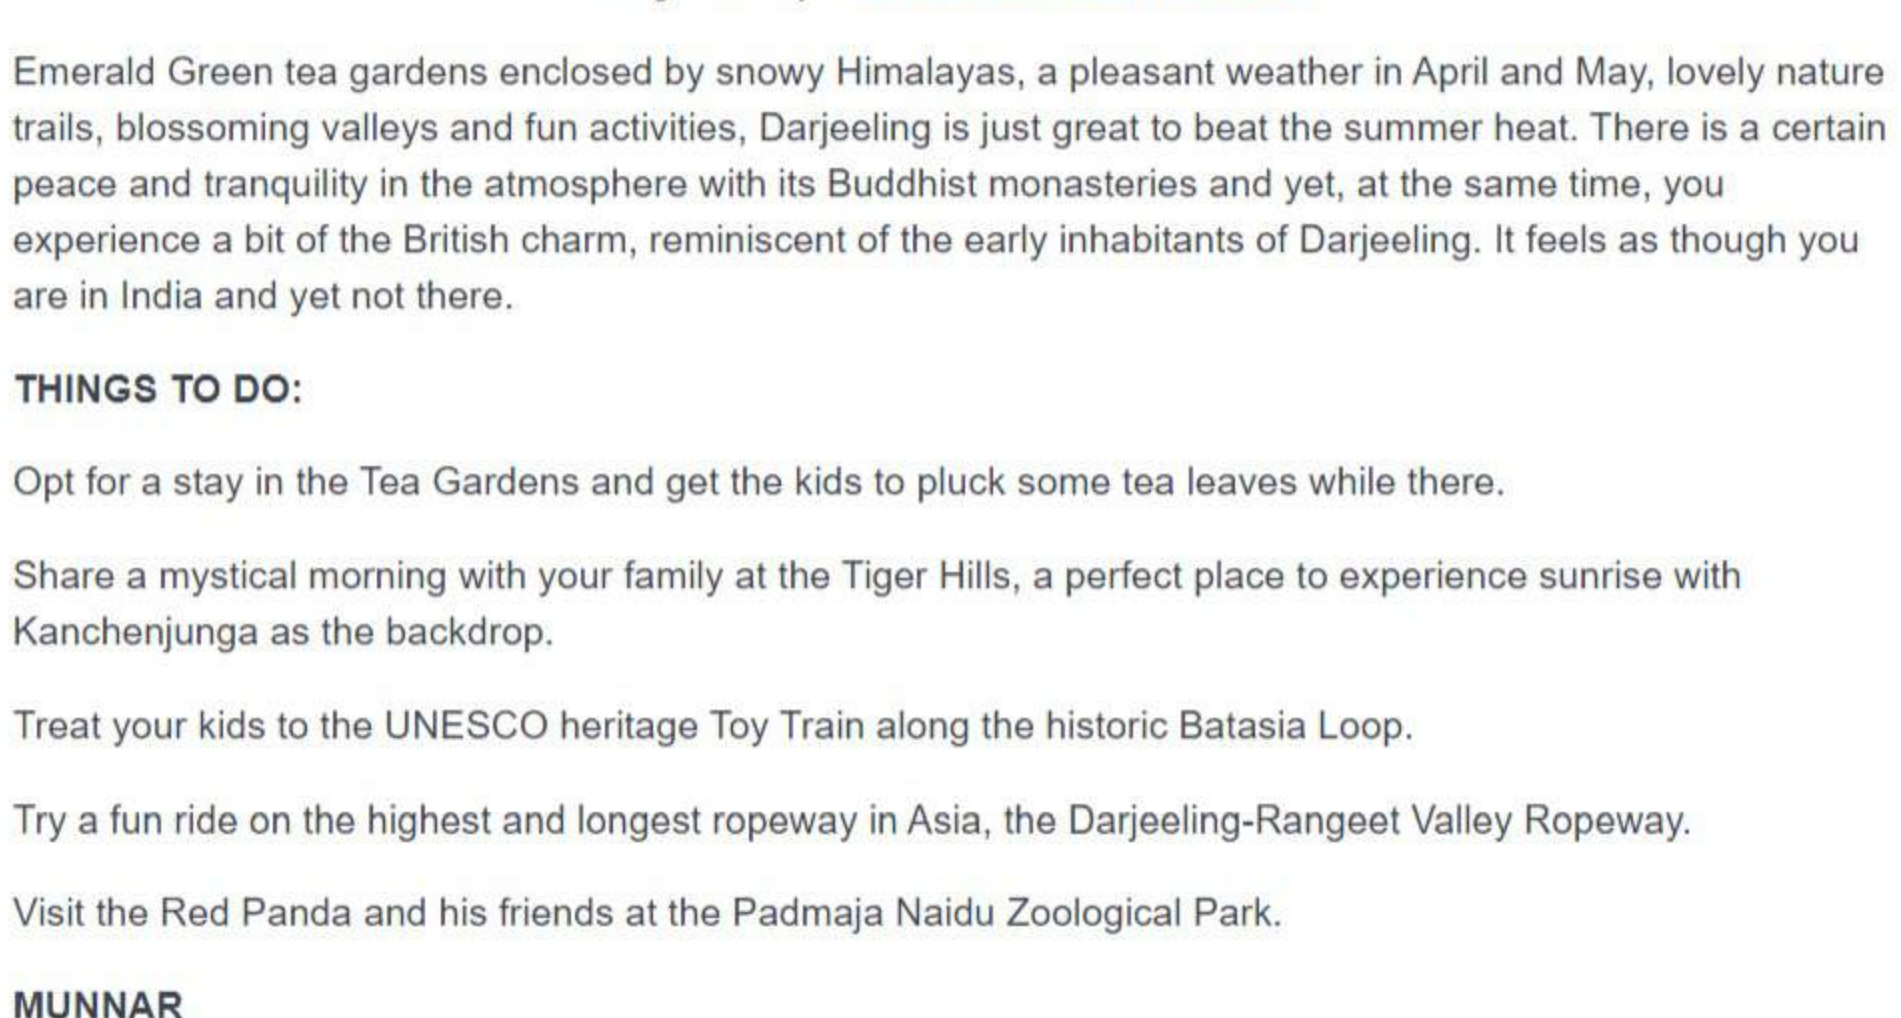 Emerald Green tea gardens enclosed by snowy Himalayas, a pleasant weather in April and May, lovely nature
trails, blossoming valleys and fun activities, Darjeeling is just great to beat the summer heat. There is a certain
peace and tranquility in the atmosphere with its Buddhist monasteries and yet, at the same time, you
experience a bit of the British charm, reminiscent of the early inhabitants of Darjeeling. It feels as though you
are in India and yet not there.
THINGS TO DO:
Opt for a stay in the Tea Gardens and get the kids to pluck some tea leaves while there.
Share a mystical morning with your family at the Tiger Hills, a perfect place to experience sunrise with
Kanchenjunga as the backdrop.
Treat your kids to the UNESCO heritage Toy Train along the historic Batasia Loop.
Try a fun ride on the highest and longest ropeway in Asia, the Darjeeling-Rangeet Valley Ropeway.
Visit the Red Panda and his friends at the Padmaja Naidu Zoological Park.
MUNNAR